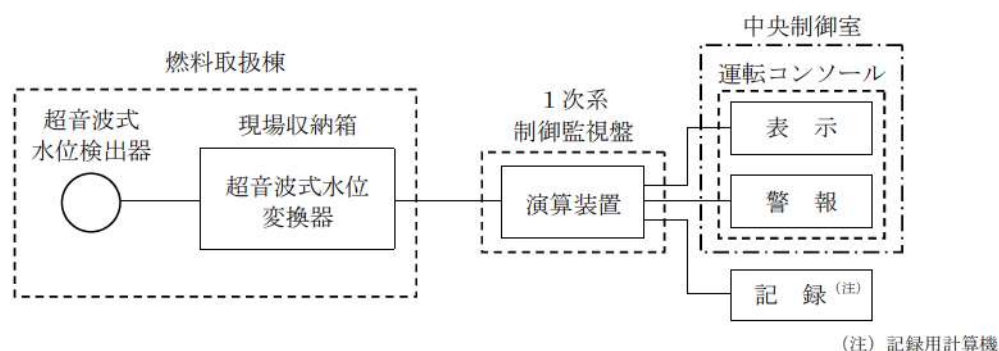 中央制御室
燃料取扱棟
運転コンソール
超音波式
水位検出器
現場収納箱
1次系
制御監視盤
表 示
超音波式水位
変換器
演算装置
警 報
記 録(注)
(注) 記録用計算機